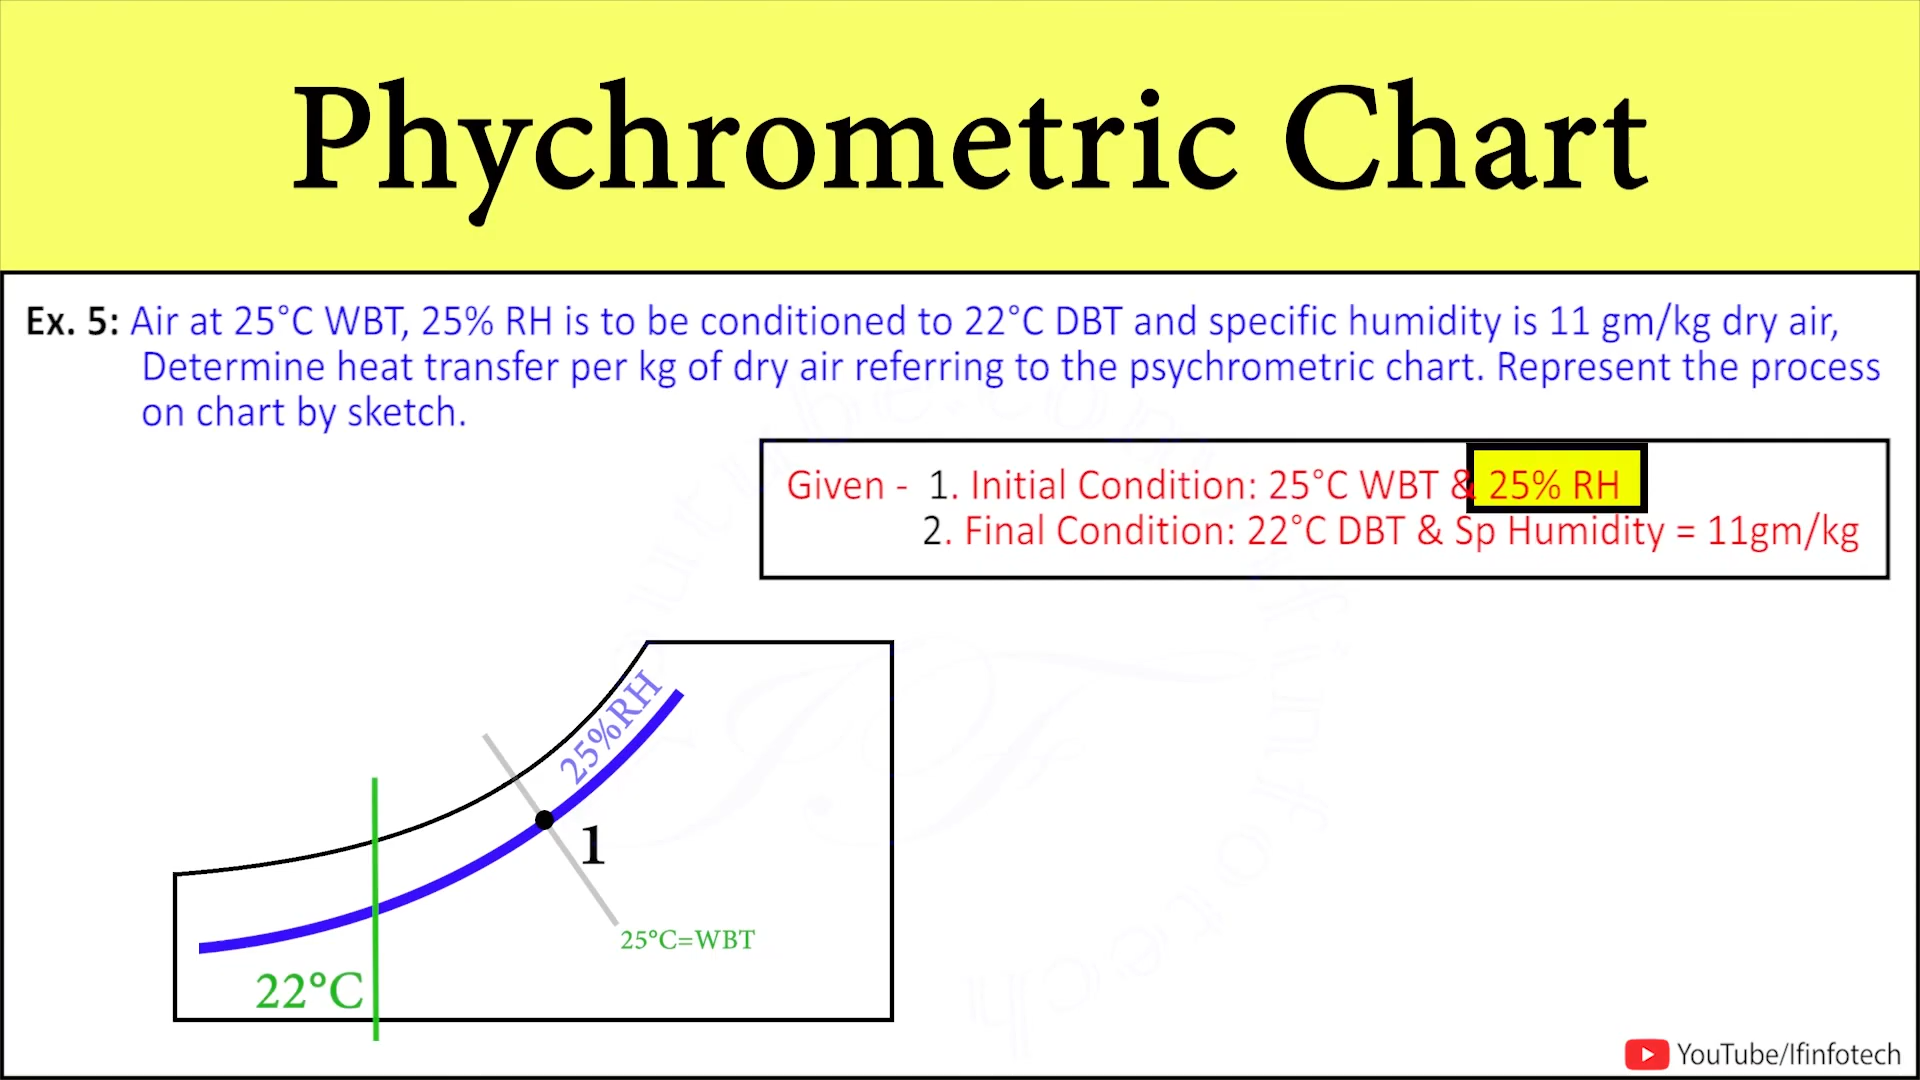 Phychrometric Chart
Ex. 5: Air at 25°C WBT, 25% RH is to be conditioned to 22°C DBT and specific humidity is 11 gm/kg dry air,
Determine heat transfer per kg of dry air referring to the psychrometric chart. Represent the process
on chart by sketch.
Given - 1. Initial Condition: 25°C WBT & 25% RH
2. Final Condition: 22°C DBT & Sp Humidity = 11gm/kg
25%RH
1
25°C=WBT
22°C
YouTube/lfinfotech